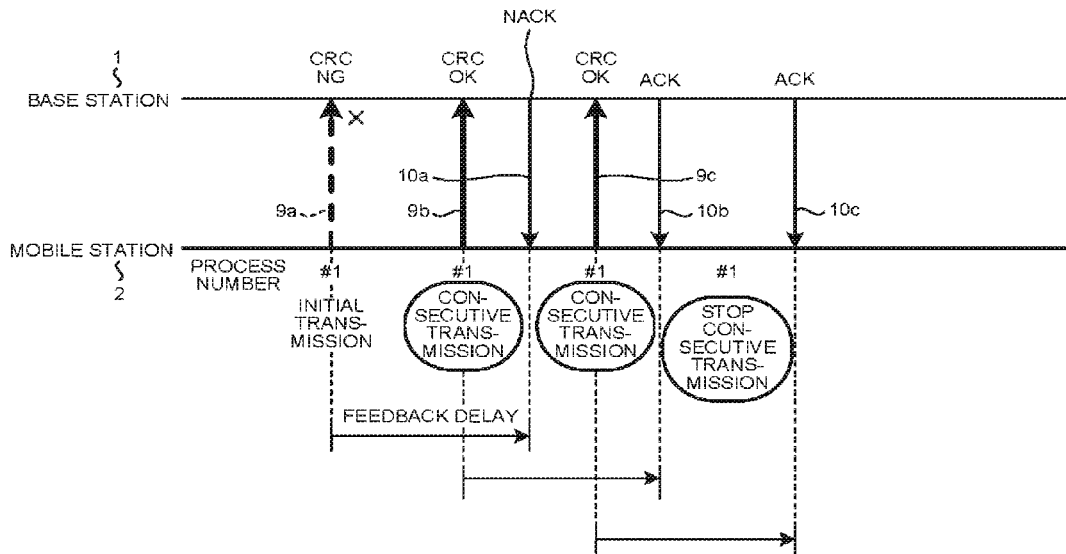 NACK
1
CRC
NG
CRC
OK
CRC
OK
ACK
ACK
BASE STATION
10a
9c
9a
9b
10b
10c
MOBILE STATION
2
PROCESS
NUMBER
#1
#1
#1
#1
INITIAL
TRANS-
MISSION
CON-
SECUTIVE
TRANS-
MISSION
CON-
SECUTIVE
TRANS-
MISSION
STOP
CON-
SECUTIVE
TRANS-
MISSION
FEEDBACK DELAY